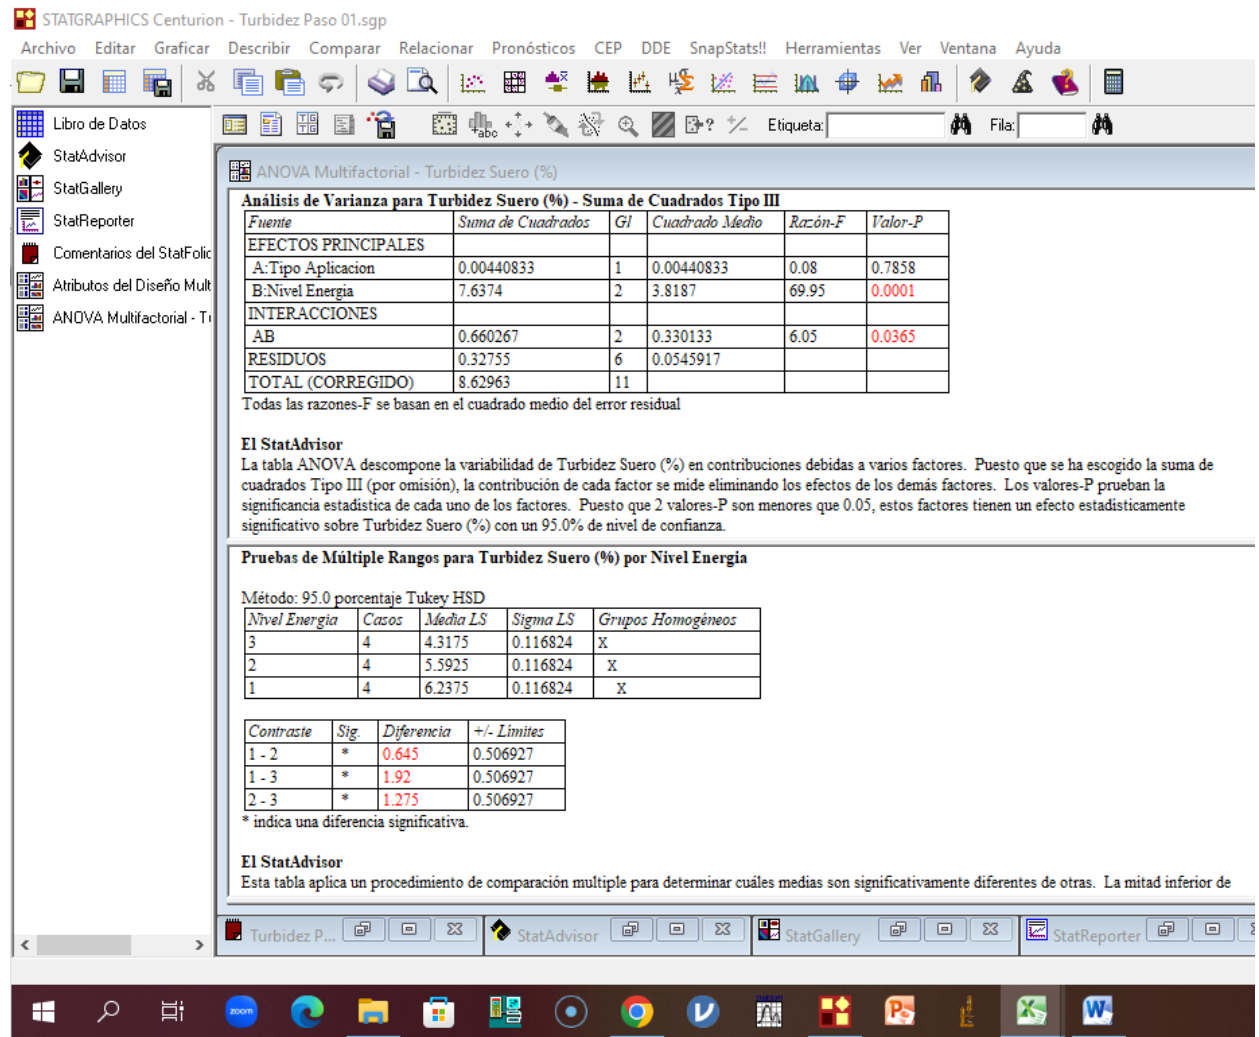 STATGRAPHICS Centurion - Turbidez Paso 01.sgp
Archivo Editar Graficar Describir Comparar Relacionar Pronósticos CEP DDE SnapStats!! Herramientas Ver Ventana Ayuda
Etiqueta: Fila:
Libro de Datos
StatAdvisor
StatGallery
StatReporter
Comentarios del StatFolio
Atributos del Diseño Mult
ANOVA Multifactorial - Tu
ANOVA Multifactorial - Turbidez Suero (%)
Análisis de Varianza para Turbidez Suero (%) - Suma de Cuadrados Tipo III
Fuente Suma de Cuadrados Gl Cuadrado Medio Razón-F Valor-P
EFECTOS PRINCIPALES
A:Tipo Aplicacion 0.00440833 1 0.00440833 0.08 0.7858
B:Nivel Energia 7.6374 2 3.8187 69.95 0.0001
INTERACCIONES
AB 0.660267 2 0.330133 6.05 0.0365
RESIDUOS 0.32755 6 0.0545917
TOTAL (CORREGIDO) 8.62963 11
Todas las razones-F se basan en el cuadrado medio del error residual
El StatAdvisor
La tabla ANOVA descompone la variabilidad de Turbidez Suero (%) en contribuciones debidas a varios factores. Puesto que se ha escogido la suma de
cuadrados Tipo III (por omisión), la contribución de cada factor se mide eliminando los efectos de los demás factores. Los valores-P prueban la
significancia estadística de cada uno de los factores. Puesto que 2 valores-P son menores que 0.05, estos factores tienen un efecto estadísticamente
significativo sobre Turbidez Suero (%) con un 95.0% de nivel de confianza.
Pruebas de Múltiple Rangos para Turbidez Suero (%) por Nivel Energia
Método: 95.0 porcentaje Tukey HSD
Nivel Energia Casos Media LS Sigma LS Grupos Homogéneos
3 4 4.3175 0.116824 X
2 4 5.5925 0.116824 X
1 4 6.2375 0.116824 X
Contraste Sig. Diferencia +/- Límites
1 - 2 * 0.645 0.506927
1 - 3 * 1.92 0.506927
2 - 3 * 1.275 0.506927
* indica una diferencia significativa.
El StatAdvisor
Esta tabla aplica un procedimiento de comparación multiple para determinar cuáles medias son significativamente diferentes de otras. La mitad inferior de
Turbidez P... StatAdvisor StatGallery StatReporter
zoom